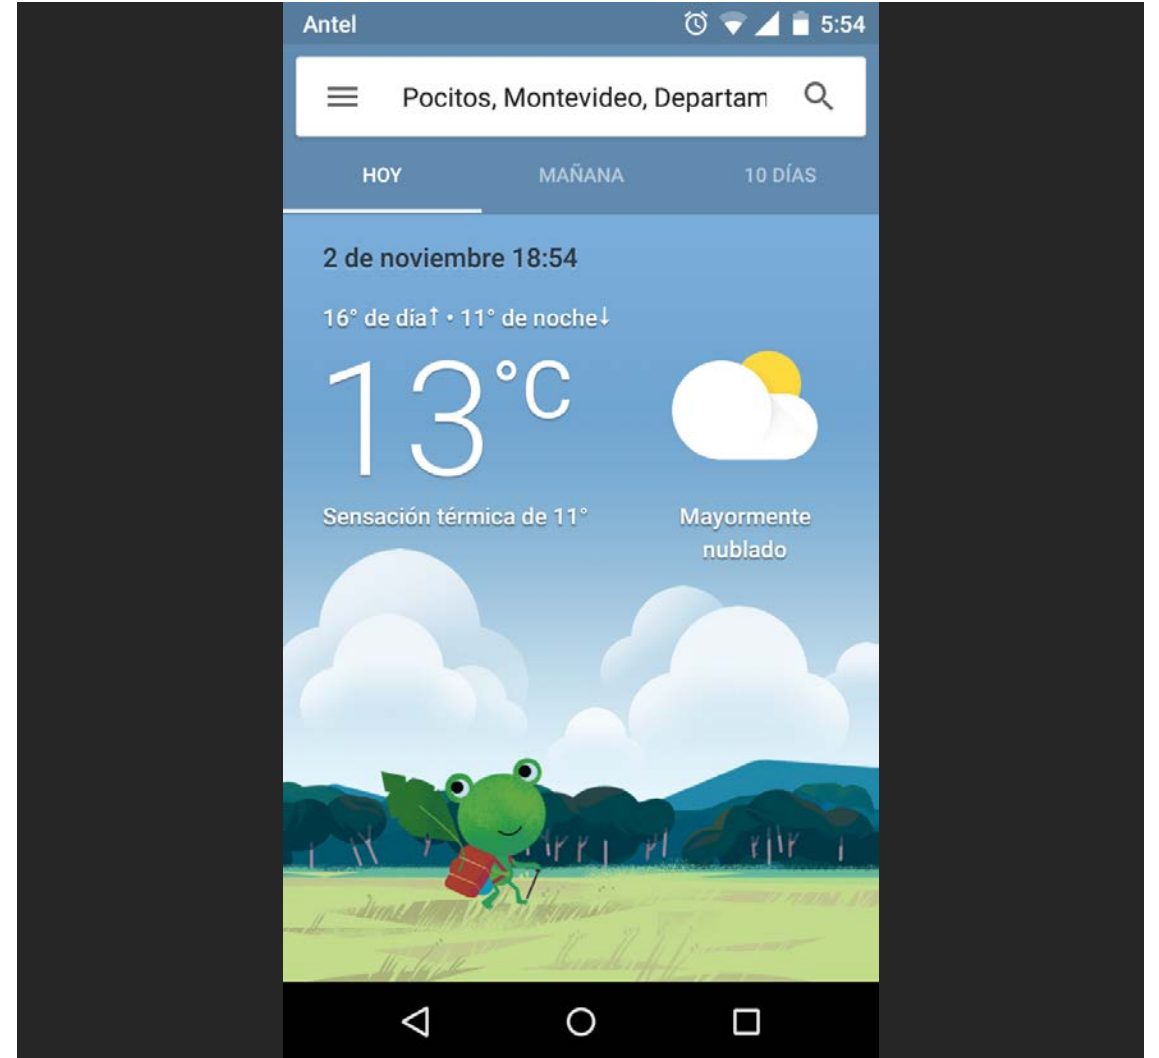 Antel 5:54
Pocitos, Montevideo, Departam
HOY MAÑANA 10 DÍAS
2 de noviembre 18:54
16° de día↑ • 11° de noche↓
13°C
Sensación térmica de 11°
Mayormente
nublado